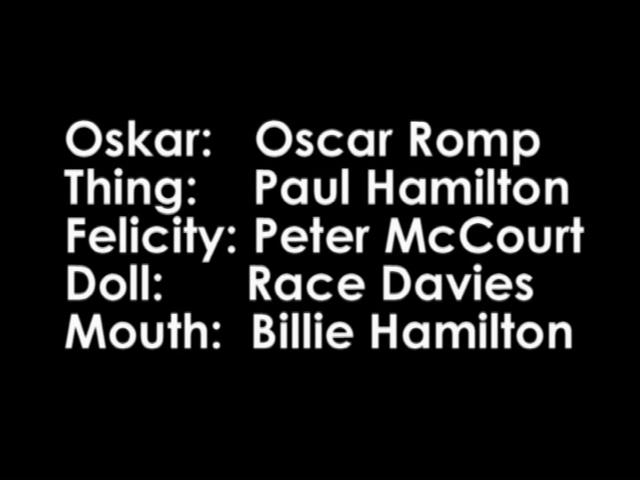 Oskar: Oscar Romp
Thing: Paul Hamilton
Felicity: Peter McCourt
Doll: Race Davies
Mouth: Billie Hamilton